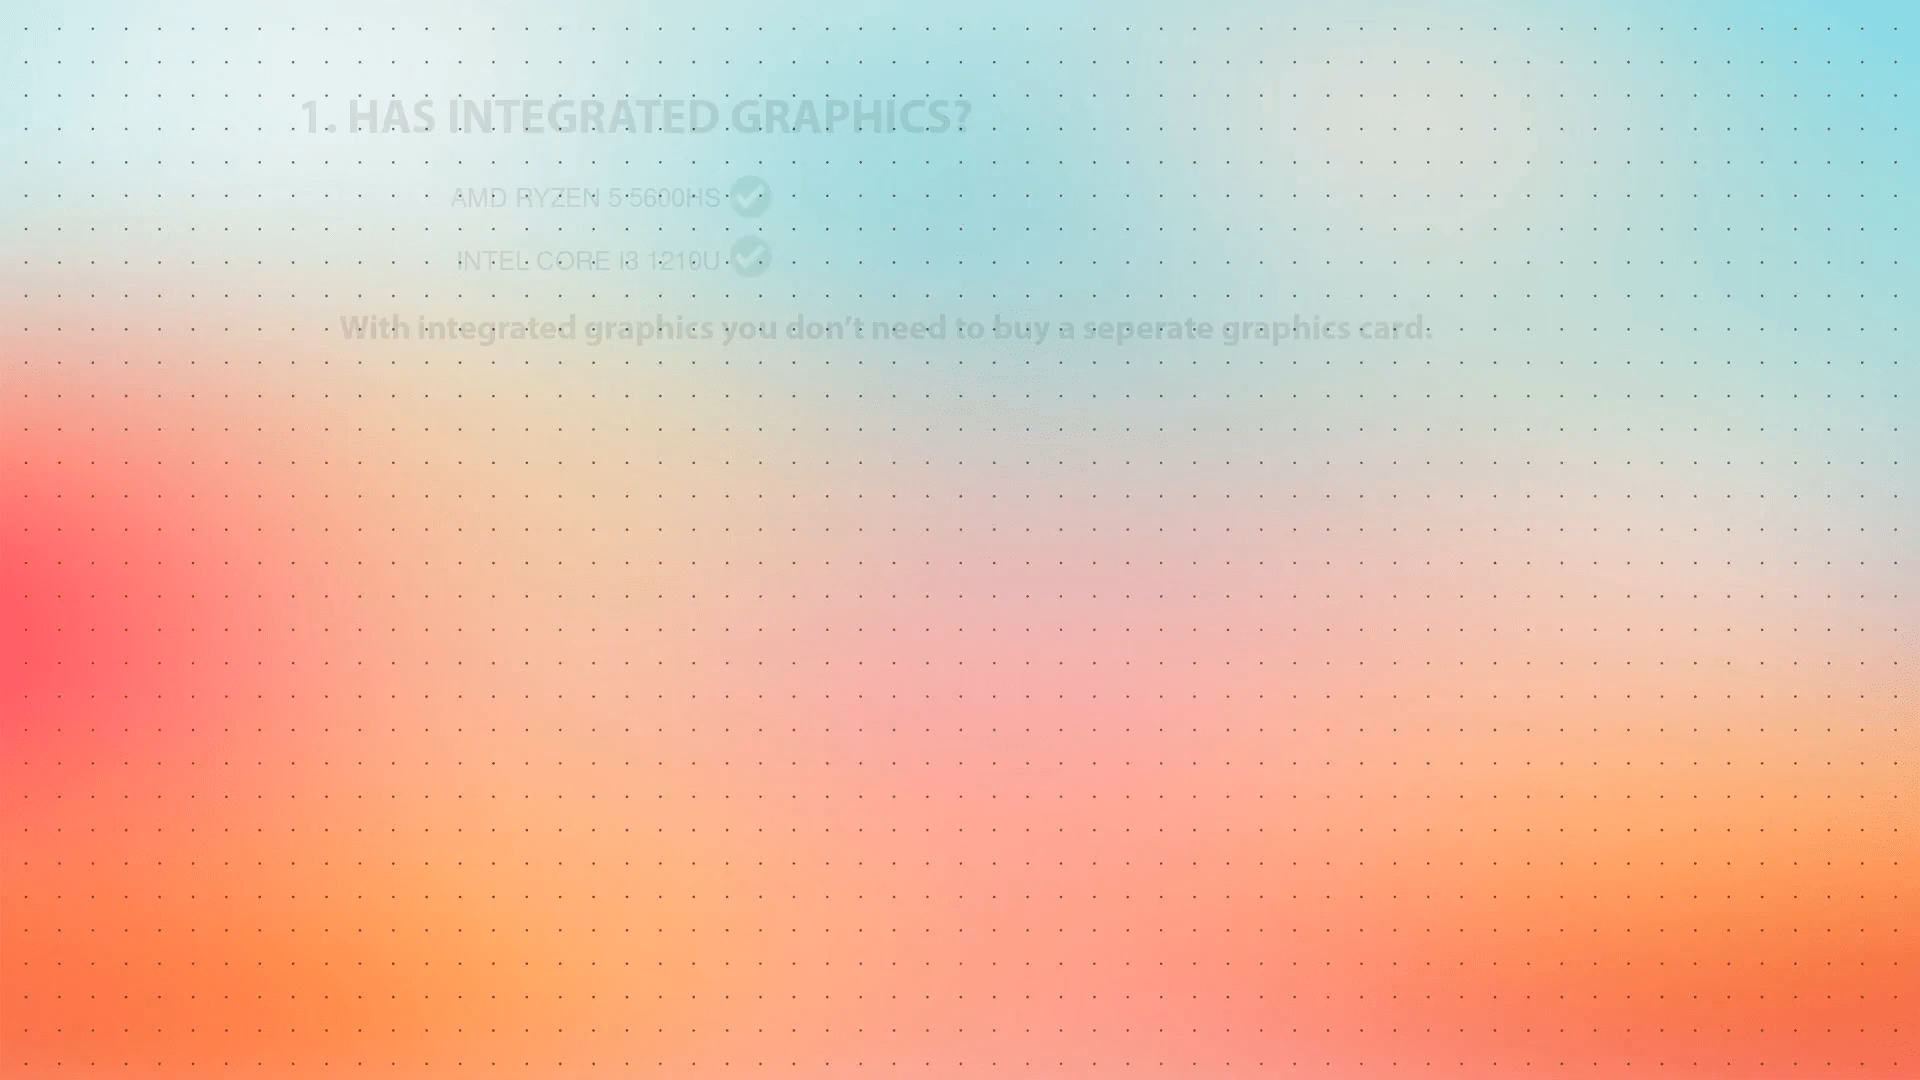 1. HAS INTEGRATED GRAPHICS?
AMD RYZEN 5 5600HS
INTEL CORE I3 1210U
With integrated graphics you don't need to buy a seperate graphics card.